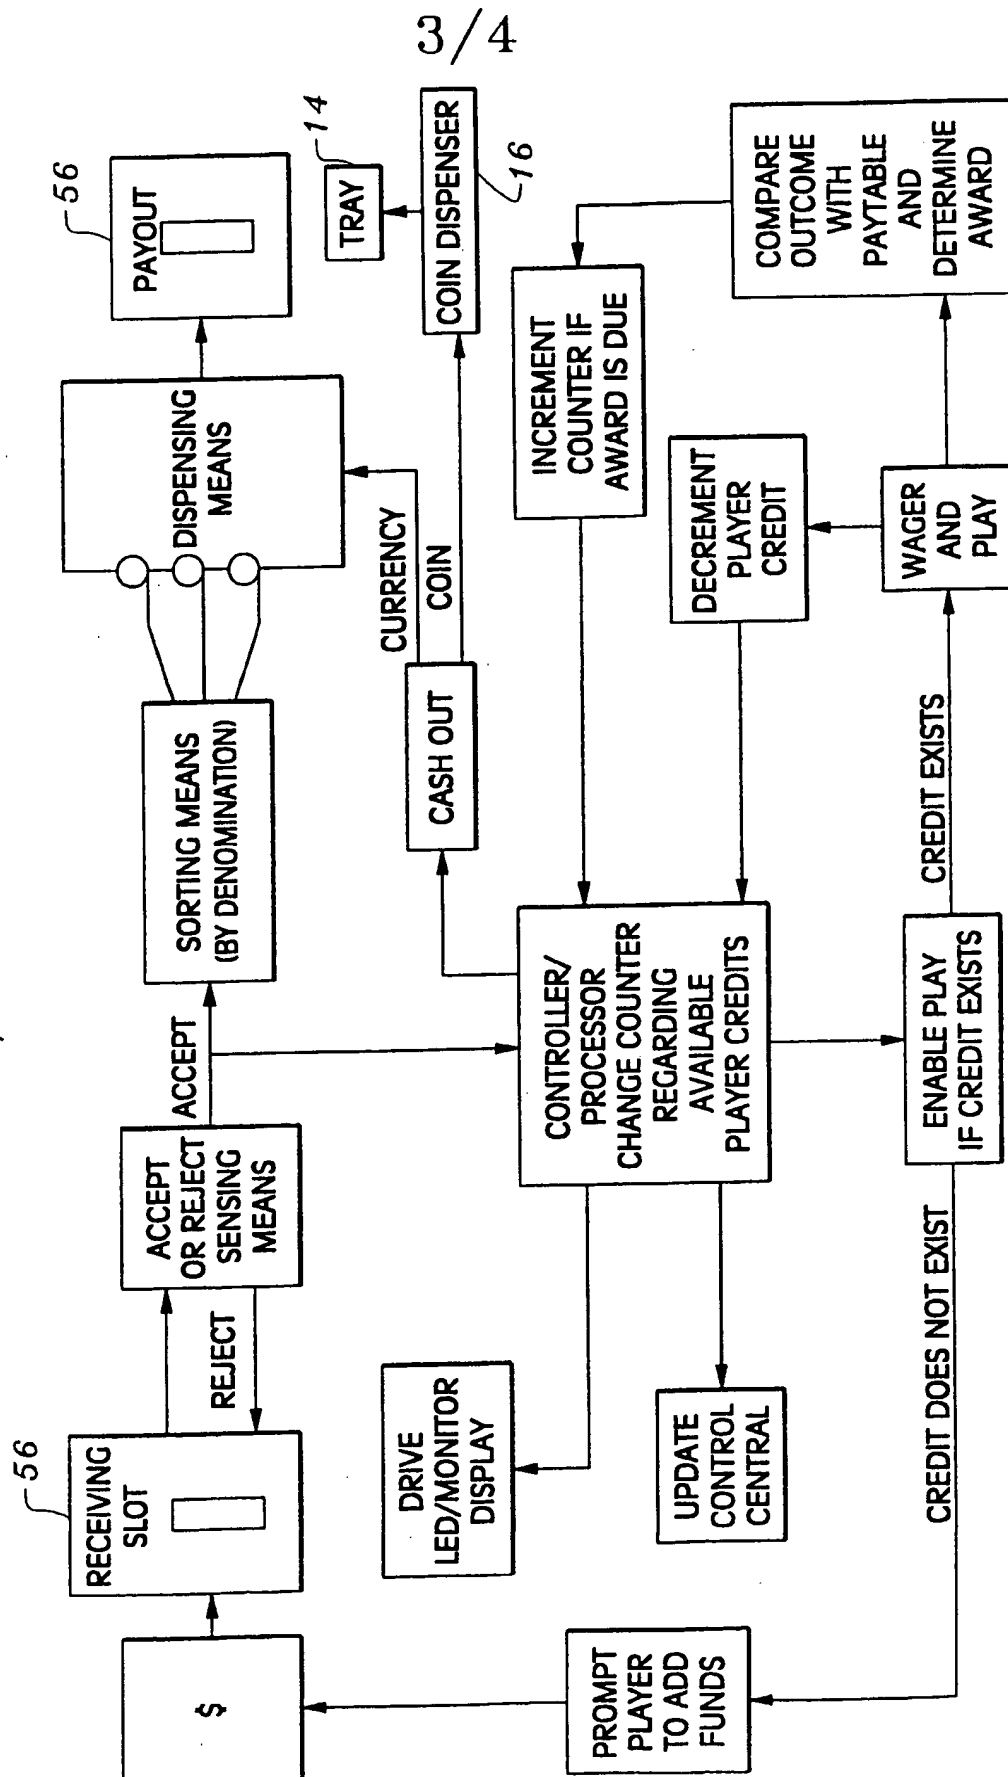 3/4
$
56
RECEIVING
SLOT
ACCEPT
OR REJECT
SENSING
MEANS
REJECT
ACCEPT
SORTING MEANS
(BY DENOMINATION)
DISPENSING
MEANS
56
PAYOUT
14
TRAY
COIN DISPENSER
16
CURRENCY
COIN
CASH OUT
DRIVE
LED/MONITOR
DISPLAY
CONTROLLER/
PROCESSOR
CHANGE COUNTER
REGARDING
AVAILABLE
PLAYER CREDITS
INCREMENT
COUNTER IF
AWARD IS DUE
DECREMENT
PLAYER
CREDIT
COMPARE
OUTCOME
WITH
PAYTABLE
AND
DETERMINE
AWARD
UPDATE
CONTROL
CENTRAL
PROMPT
PLAYER
TO ADD
FUNDS
CREDIT DOES NOT EXIST
ENABLE PLAY
IF CREDIT EXISTS
CREDIT EXISTS
WAGER
AND
PLAY